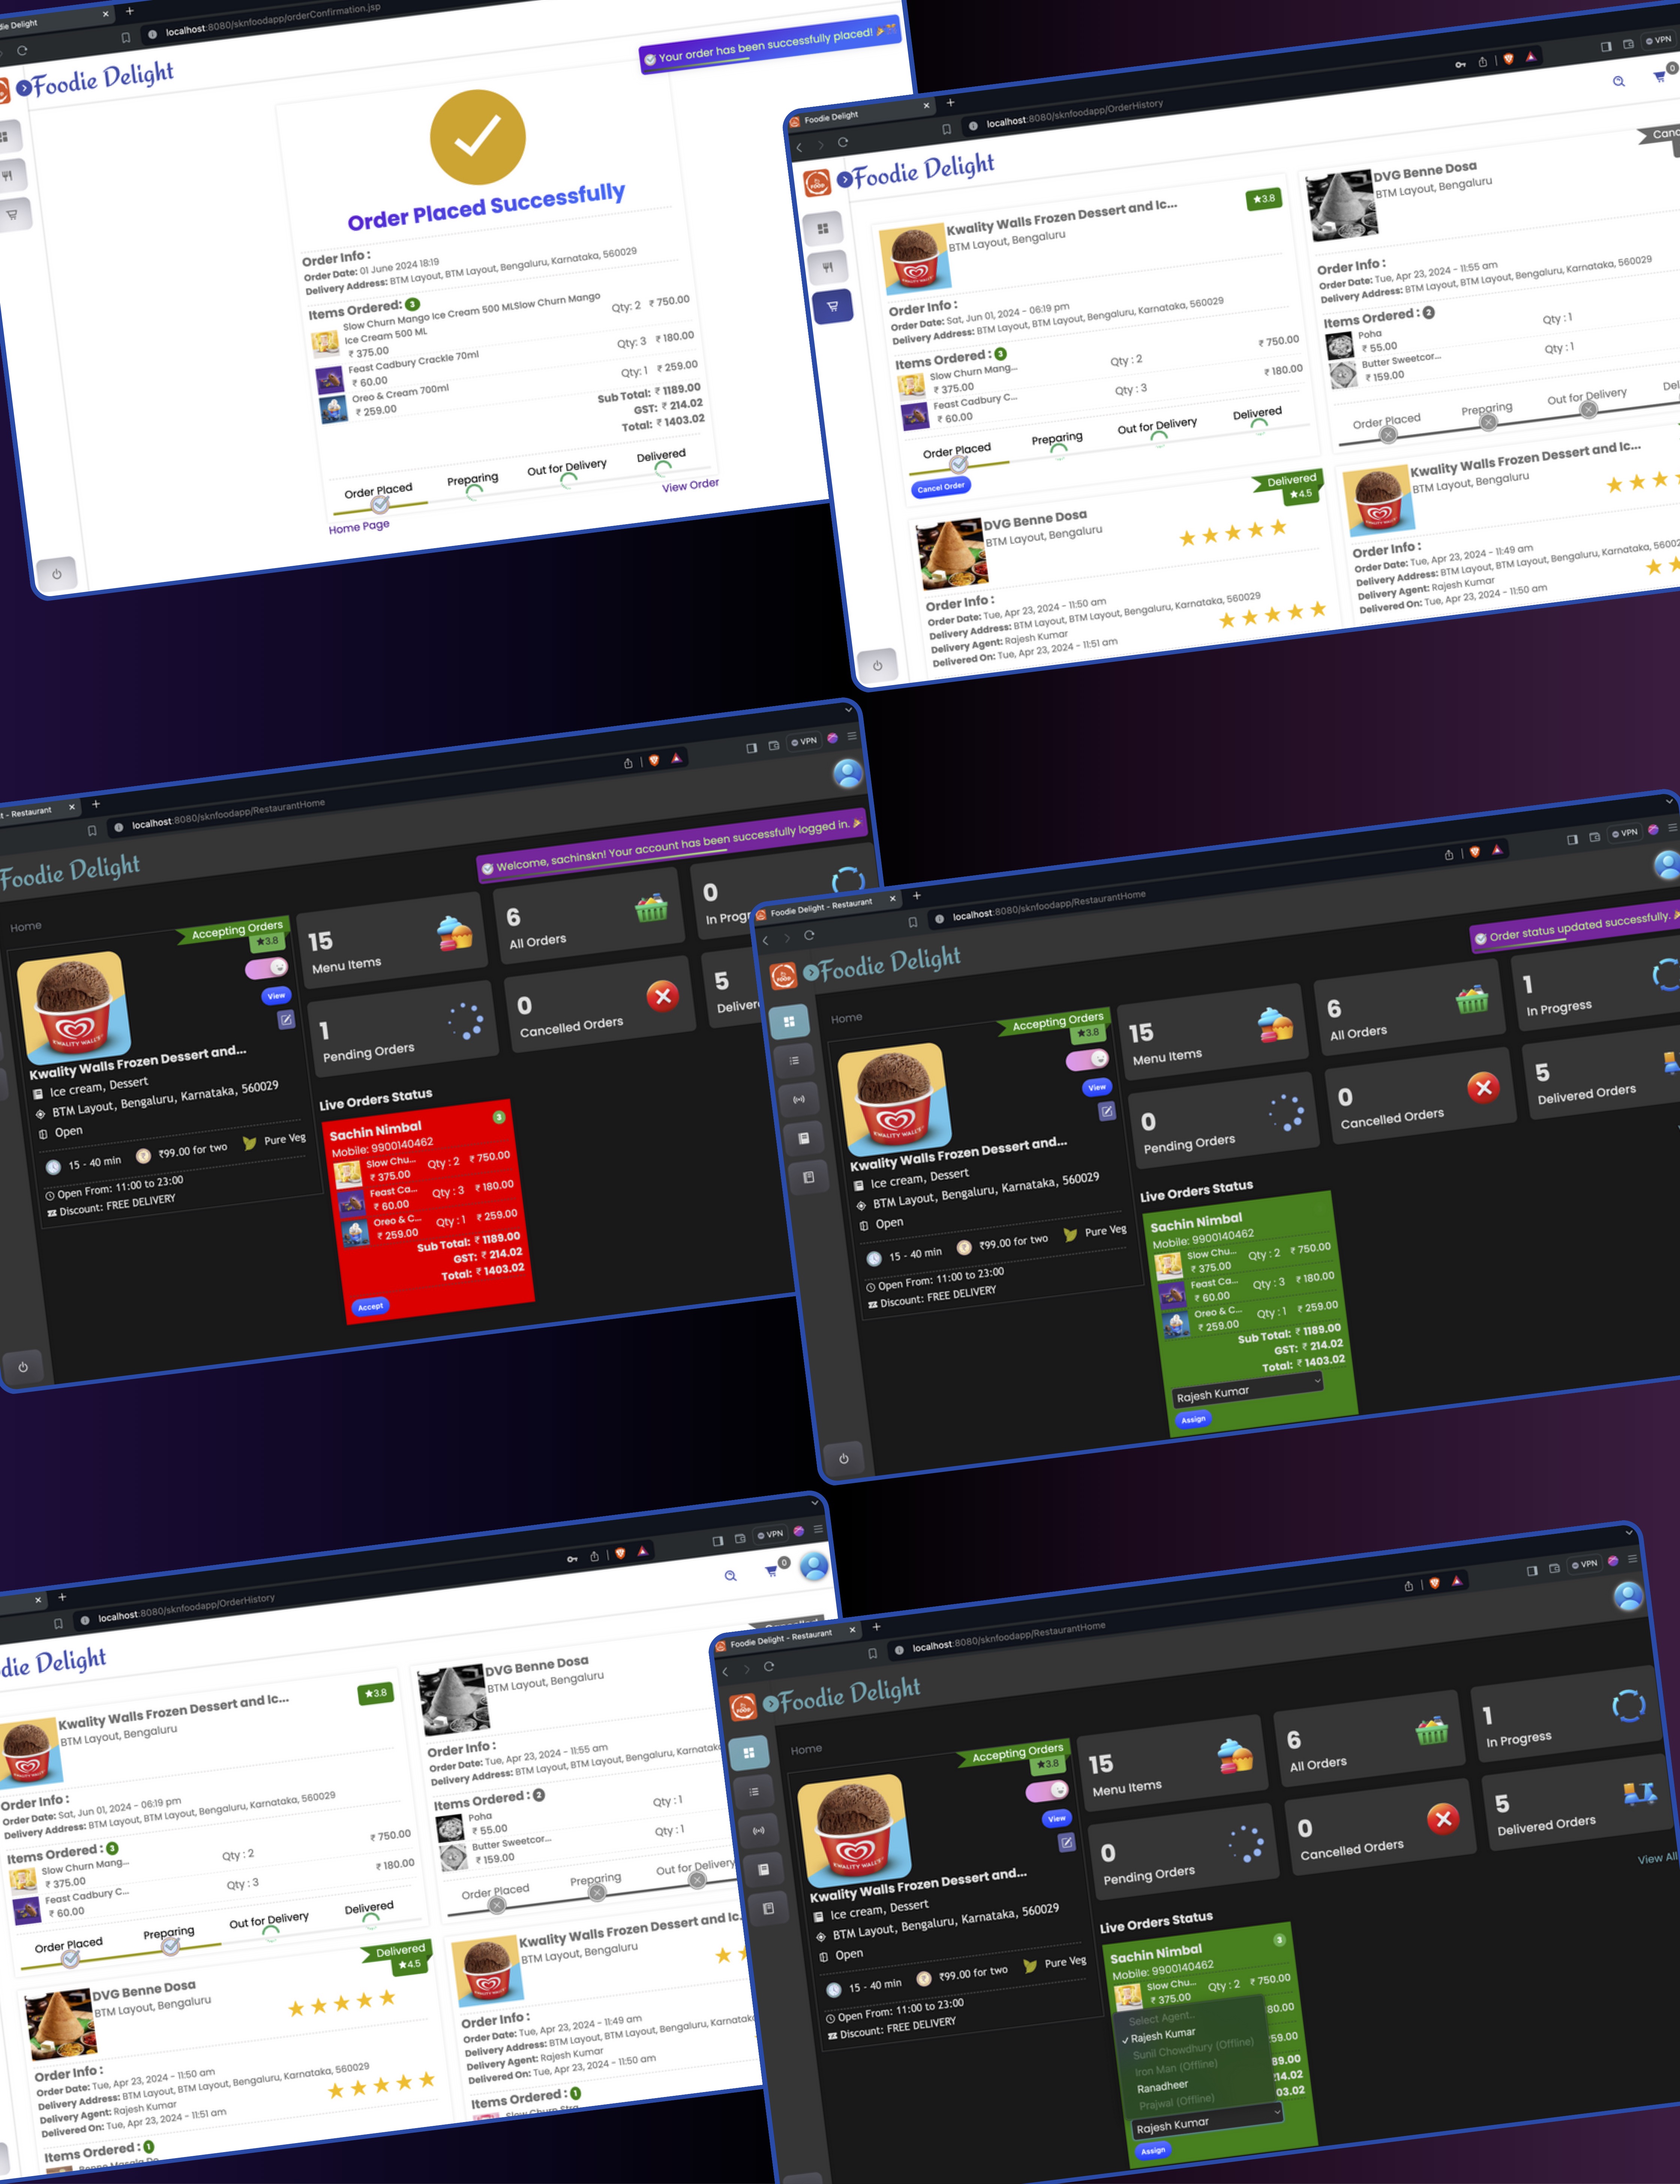 ie Delight
localhost:8080/sknfoodapp/orderConfirmation.jsp
Foodie Delight
Your order has been successfully placed!
Order Placed Successfully
Order Info :
Order Date: 01 June 2024 18:19
Delivery Address: BTM Layout, BTM Layout, Bengaluru, Karnataka, 560029
Items Ordered: 3
Slow Churn Mango Ice Cream 500 MLSlow Churn Mango
Ice Cream 500 ML
₹ 375.00
Qty: 2 ₹ 750.00
Feast Cadbury Crackle 70ml
₹ 60.00
Qty: 3 ₹ 180.00
Oreo & Cream 700ml
₹ 259.00
Qty: 1 ₹ 259.00
Sub Total: ₹ 1189.00
GST: ₹ 214.02
Total: ₹ 1403.02
Order Placed Preparing Out for Delivery Delivered
Home Page
View Order
Foodie Delight
VPN
localhost:8080/sknfoodapp/OrderHistory
0
Foodie Delight
Kwality Walls Frozen Dessert and Ic...
BTM Layout, Bengaluru
★3.8
Order Info :
Order Date: Sat, Jun 01, 2024 - 06:19 pm
Delivery Address: BTM Layout, BTM Layout, Bengaluru, Karnataka, 560029
Items Ordered : 3
Slow Churn Mang...
₹ 375.00
Qty : 2
₹ 750.00
Feast Cadbury C...
₹ 60.00
Qty : 3
₹ 180.00
Order Placed Preparing Out for Delivery Delivered
Cancel Order
DVG Benne Dosa
BTM Layout, Bengaluru
Canc
Order Info :
Order Date: Tue, Apr 23, 2024 - 11:55 am
Delivery Address: BTM Layout, BTM Layout, Bengaluru, Karnataka, 560029
Items Ordered : 2
Poha
₹ 55.00
Qty : 1
Butter Sweetcor...
₹ 159.00
Qty : 1
Order Placed Preparing Out for Delivery Del
DVG Benne Dosa
BTM Layout, Bengaluru
Delivered
★4.5
Order Info :
Order Date: Tue, Apr 23, 2024 - 11:50 am
Delivery Address: BTM Layout, BTM Layout, Bengaluru, Karnataka, 560029
Delivery Agent: Rajesh Kumar
Delivered On: Tue, Apr 23, 2024 - 11:51 am
Kwality Walls Frozen Dessert and Ic...
BTM Layout, Bengaluru
Order Info :
Order Date: Tue, Apr 23, 2024 - 11:49 am
Delivery Address: BTM Layout, BTM Layout, Bengaluru, Karnataka, 56002
Delivery Agent: Rajesh Kumar
Delivered On: Tue, Apr 23, 2024 - 11:50 am
t - Restaurant
VPN
localhost:8080/sknfoodapp/RestaurantHome
Foodie Delight
Welcome, sachinskn! Your account has been successfully logged in.
Home
Accepting Orders
★3.8
View
KWALITY WALL'S
Kwality Walls Frozen Dessert and...
Ice cream, Dessert
BTM Layout, Bengaluru, Karnataka, 560029
Open
15 - 40 min ₹99.00 for two Pure Veg
Open From: 11:00 to 23:00
Discount: FREE DELIVERY
15
Menu Items
6
All Orders
0
In Progr
1
Pending Orders
0
Cancelled Orders
5
Deliver
Live Orders Status
Sachin Nimbal 3
Mobile: 9900140462
Slow Chu...
₹ 375.00
Qty : 2 ₹ 750.00
Feast Ca...
₹ 60.00
Qty : 3 ₹ 180.00
Oreo & C...
₹ 259.00
Qty : 1 ₹ 259.00
Sub Total: ₹ 1189.00
GST: ₹ 214.02
Total: ₹ 1403.02
Accept
Foodie Delight - Restaurant
VPN
localhost:8080/sknfoodapp/RestaurantHome
Foodie Delight
Order status updated successfully.
Home
Accepting Orders
★3.8
View
KWALITY WALL'S
Kwality Walls Frozen Dessert and...
Ice cream, Dessert
BTM Layout, Bengaluru, Karnataka, 560029
Open
15 - 40 min ₹99.00 for two Pure Veg
Open From: 11:00 to 23:00
Discount: FREE DELIVERY
15
Menu Items
6
All Orders
1
In Progress
0
Pending Orders
0
Cancelled Orders
5
Delivered Orders
Live Orders Status
Sachin Nimbal
Mobile: 9900140462
Slow Chu...
₹ 375.00
Qty : 2 ₹ 750.00
Feast Ca...
₹ 60.00
Qty : 3 ₹ 180.00
Oreo & C...
₹ 259.00
Qty : 1 ₹ 259.00
Sub Total: ₹ 1189.00
GST: ₹ 214.02
Total: ₹ 1403.02
Rajesh Kumar
Assign
VPN
localhost:8080/sknfoodapp/OrderHistory
0
die Delight
Kwality Walls Frozen Dessert and Ic...
BTM Layout, Bengaluru
★3.8
Order Info :
Order Date: Sat, Jun 01, 2024 - 06:19 pm
Delivery Address: BTM Layout, BTM Layout, Bengaluru, Karnataka, 560029
Items Ordered : 3
Slow Churn Mang...
₹ 375.00
Qty : 2
₹ 750.00
Feast Cadbury C...
₹ 60.00
Qty : 3
₹ 180.00
Order Placed Preparing Out for Delivery Delivered
DVG Benne Dosa
BTM Layout, Bengaluru
Order Info :
Order Date: Tue, Apr 23, 2024 - 11:55 am
Delivery Address: BTM Layout, BTM Layout, Bengaluru, Karnatak
Items Ordered : 2
Poha
₹ 55.00
Qty : 1
Butter Sweetcor...
₹ 159.00
Qty : 1
Order Placed Preparing Out for Delivery
DVG Benne Dosa
BTM Layout, Bengaluru
Delivered
★4.5
Order Info :
Order Date: Tue, Apr 23, 2024 - 11:50 am
Delivery Address: BTM Layout, BTM Layout, Bengaluru, Karnataka, 560029
Delivery Agent: Rajesh Kumar
Delivered On: Tue, Apr 23, 2024 - 11:51 am
Items Ordered : 1
Kwality Walls Frozen Dessert and Ic.
BTM Layout, Bengaluru
Order Info :
Order Date: Tue, Apr 23, 2024 - 11:49 am
Delivery Address: BTM Layout, BTM Layout, Bengaluru, Karnataka
Delivery Agent: Rajesh Kumar
Delivered On: Tue, Apr 23, 2024 - 11:50 am
Items Ordered : 1
Foodie Delight - Restaurant
VPN
localhost:8080/sknfoodapp/RestaurantHome
Foodie Delight
Home
Accepting Orders
★3.8
View
KWALITY WALL'S
Kwality Walls Frozen Dessert and...
Ice cream, Dessert
BTM Layout, Bengaluru, Karnataka, 560029
Open
15 - 40 min ₹99.00 for two Pure Veg
Open From: 11:00 to 23:00
Discount: FREE DELIVERY
15
Menu Items
6
All Orders
1
In Progress
0
Pending Orders
0
Cancelled Orders
5
Delivered Orders
View All
Live Orders Status
Sachin Nimbal 3
Mobile: 9900140462
Slow Chu...
₹ 375.00
Qty : 2 ₹ 750.00
80.00
59.00
89.00
14.02
03.02
Select Agent..
✓ Rajesh Kumar
Sunil Chowdhury (Offline)
Iron Man (Offline)
Ranadheer
Prajwal (Offline)
Rajesh Kumar
Assign